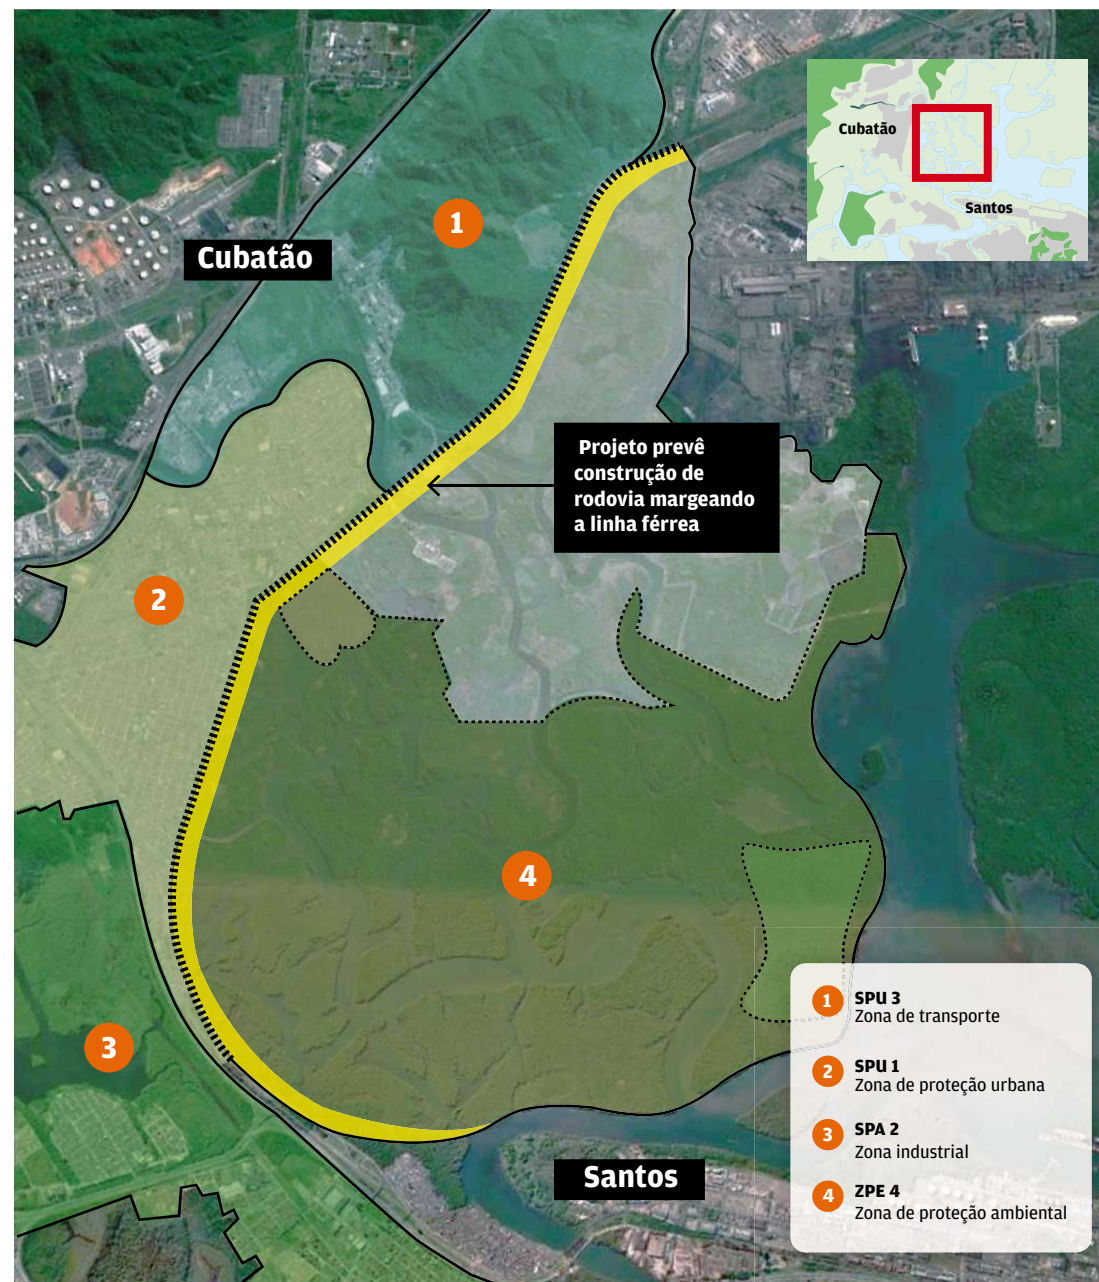 Cubatão
Santos
1
Cubatão
Projeto prevê
construção de
rodovia margeando
a linha férrea
2
4
3
Santos
1 SPU 3
Zona de transporte
2 SPU 1
Zona de proteção urbana
3 SPA 2
Zona industrial
4 ZPE 4
Zona de proteção ambiental